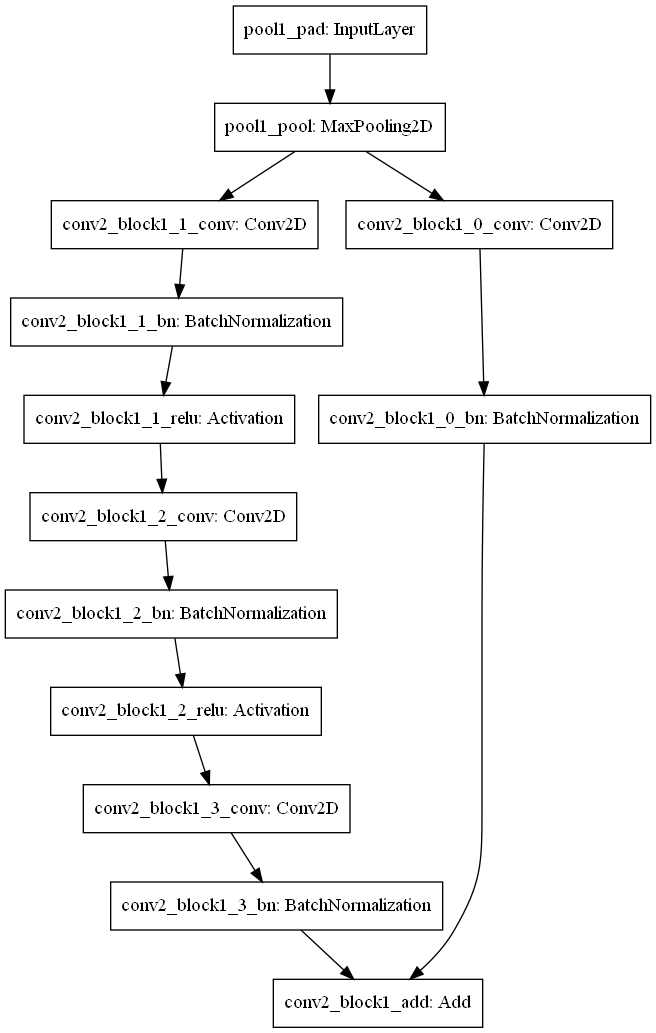 pool1_pad: InputLayer
pool1_pool: MaxPooling2D
conv2_block1_1_conv: Conv2D
conv2_block1_0_conv: Conv2D
conv2_block1_1_bn: BatchNormalization
conv2_block1_1_relu: Activation
conv2_block1_0_bn: BatchNormalization
conv2_block1_2_conv: Conv2D
conv2_block1_2_bn: BatchNormalization
conv2_block1_2_relu: Activation
conv2_block1_3_conv: Conv2D
conv2_block1_3_bn: BatchNormalization
conv2_block1_add: Add